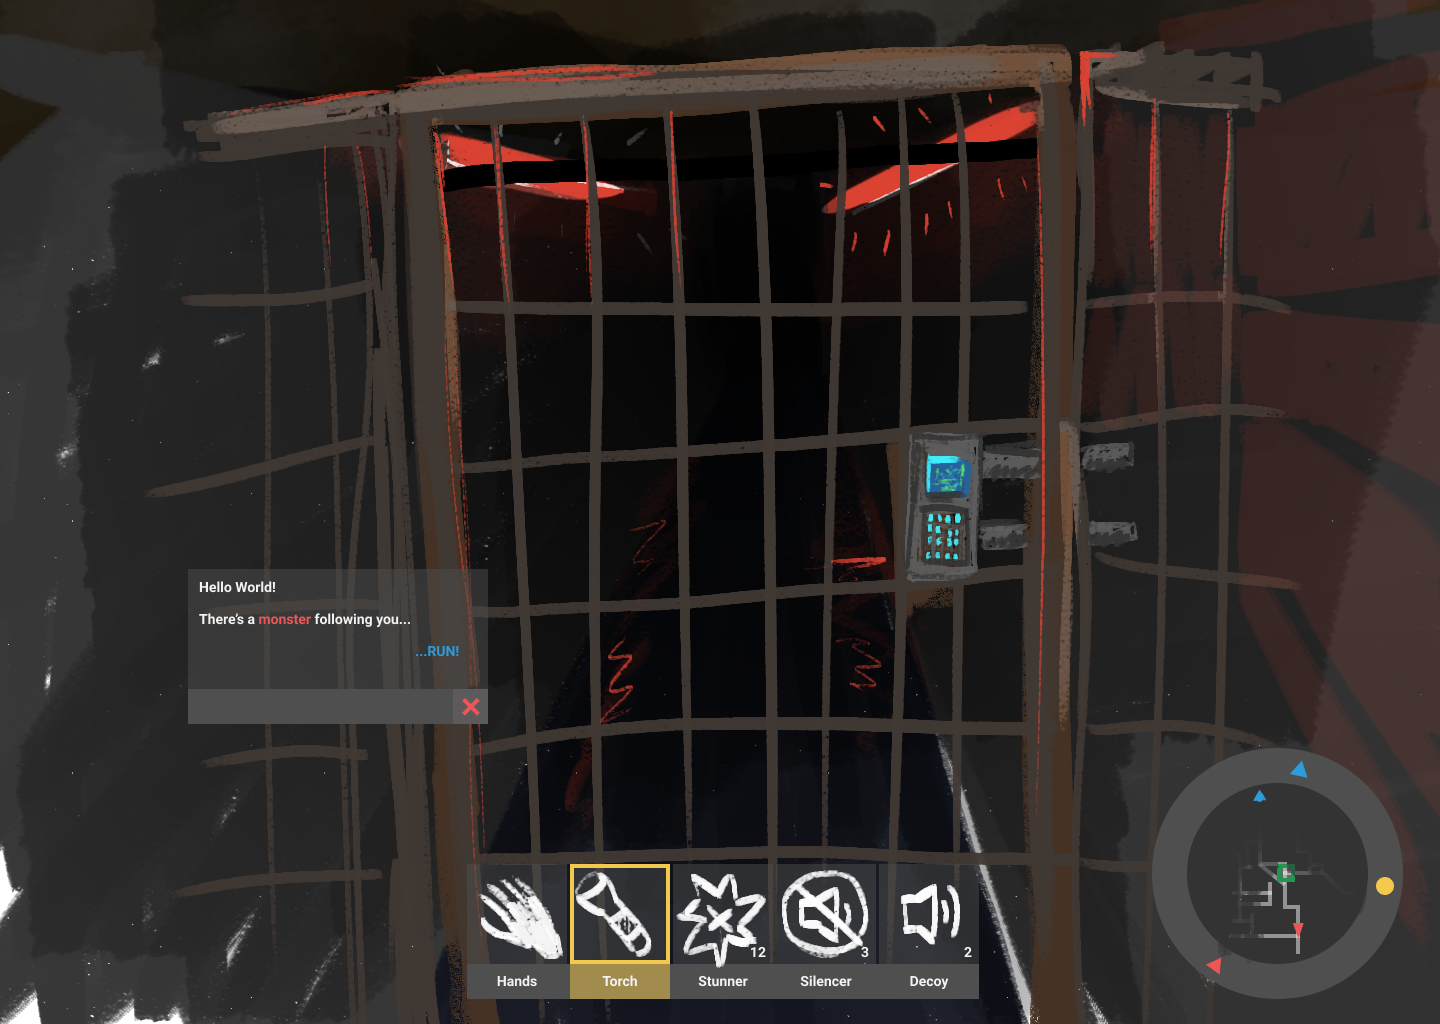 Hello World!
There's a monster following you...
...RUN!
12
3
2
Hands
Torch
Stunner
Silencer
Decoy